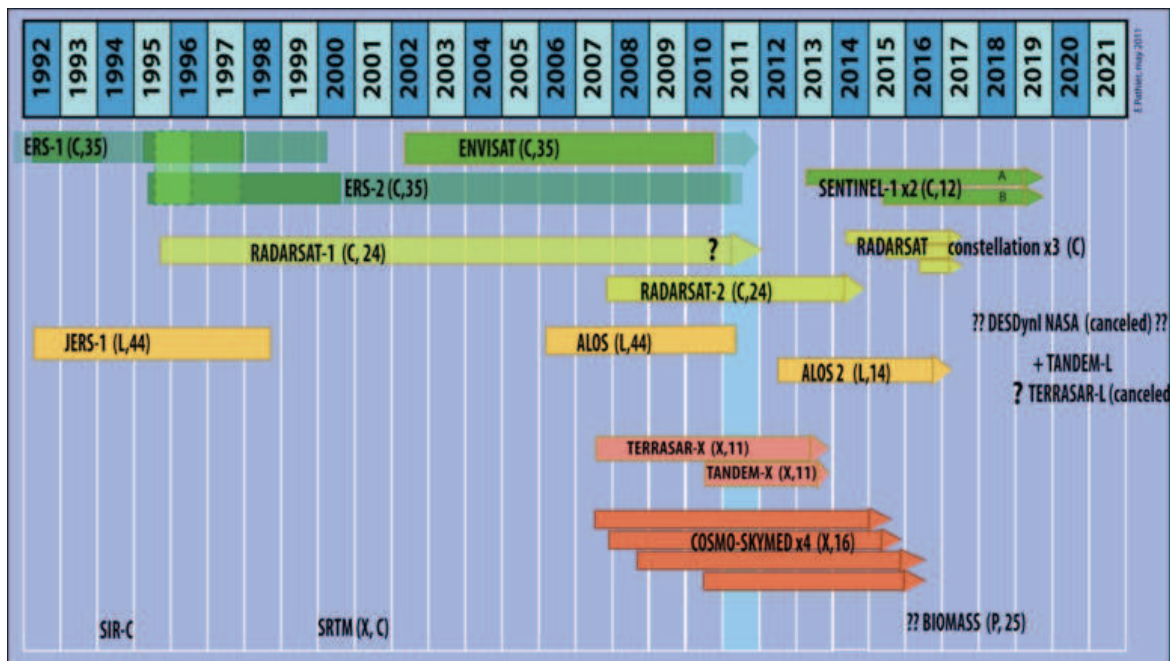 1992 1993 1994 1995 1996 1997 1998 1999 2000 2001 2002 2003 2004 2005 2006 2007 2008 2009 2010 2011 2012 2013 2014 2015 2016 2017 2018 2019 2020 2021
E Pathier, may 2011
ERS-1 (C,35)
ENVISAT (C,35)
A
SENTINEL-1 x2 (C,12)
B
ERS-2 (C,35)
RADARSAT-1 (C, 24)
?
RADARSAT constellation x3 (C)
RADARSAT-2 (C,24)
?? DESDynI NASA (canceled) ??
JERS-1 (L,44)
ALOS (L,44)
+ TANDEM-L
ALOS 2 (L,14)
? TERRASAR-L (canceled
TERRASAR-X (X,11)
TANDEM-X (X,11)
COSMO-SKYMED x4 (X,16)
SIR-C
SRTM (X, C)
?? BIOMASS (P, 25)